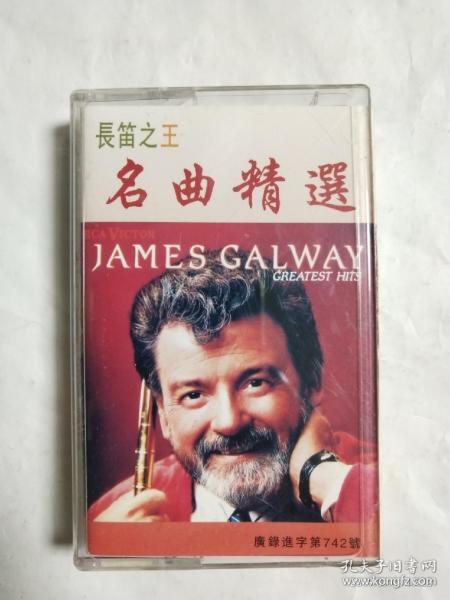 長笛之王
名曲精選
RCA VICTOR
JAMES GALWAY
GREATEST HITS
廣錄進字第742號
孔夫子旧书网
www.kongfz.com